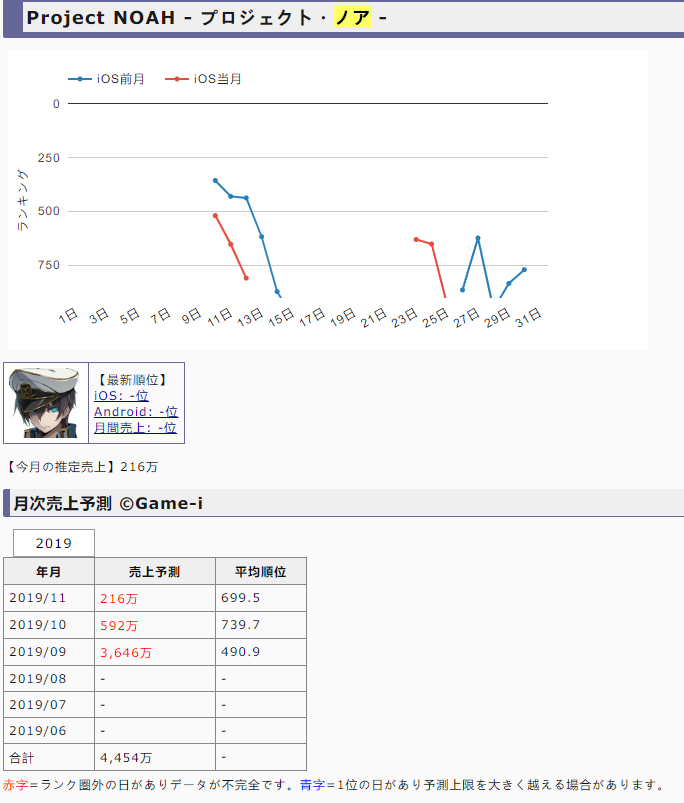 Project NOAH - プロジェクト・ノア -
iOS前月 iOS当月
0
250
500
750
ランキング
1日 3日 5日 7日 9日 11日 13日 15日 17日 19日 21日 23日 25日 27日 29日 31日
【最新順位】
iOS: -位
Android: -位
月間売上: -位
【今月の推定売上】216万
月次売上予測 ©Game-i
2019
年月 売上予測 平均順位
2019/11 216万 699.5
2019/10 592万 739.7
2019/09 3,646万 490.9
2019/08 - -
2019/07 - -
2019/06 - -
合計 4,454万 -
赤字=ランク圏外の日がありデータが不完全です。青字=1位の日があり予測上限を大きく越える場合があります。